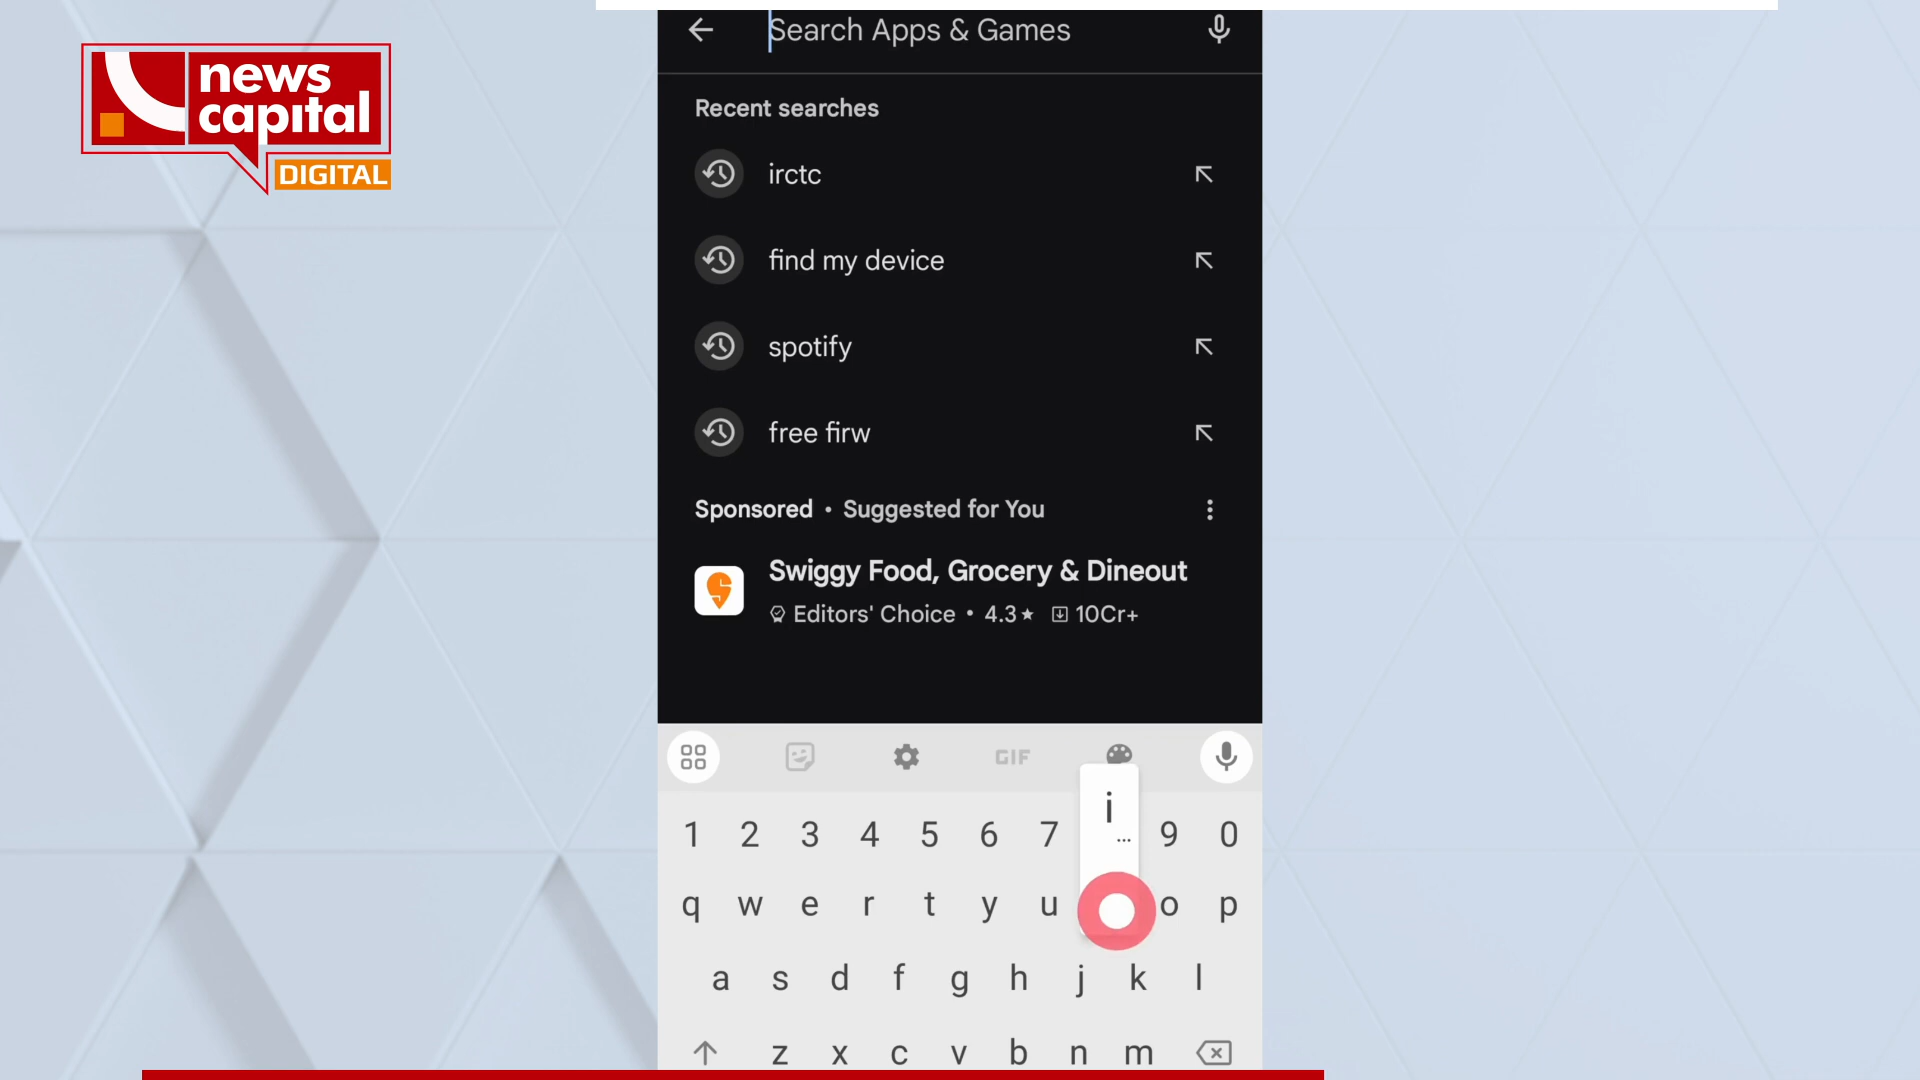 news
capital
DIGITAL
Search Apps & Games
Recent searches
irctc
find my device
spotify
free firw
Sponsored • Suggested for You
Swiggy Food, Grocery & Dineout
Editors' Choice • 4.3★ 10Cr+
GIF
i
...
1 2 3 4 5 6 7 9 0
q w e r t y u o p
a s d f g h j k l
z x c v b n m